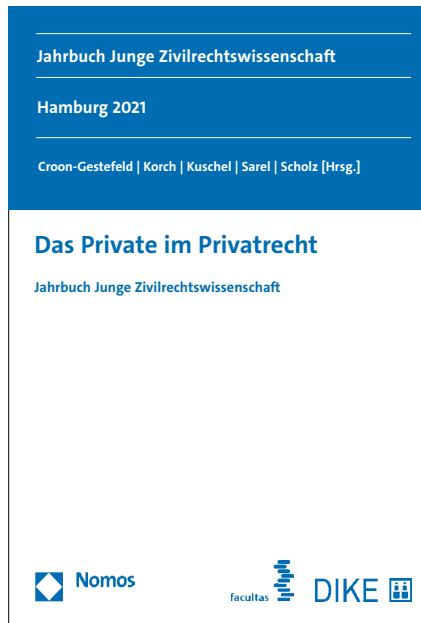 Jahrbuch Junge Zivilrechtswissenschaft
Hamburg 2021
Croon-Gestefeld | Korch | Kuschel | Sarel | Scholz [Hrsg.]
Das Private im Privatrecht
Jahrbuch Junge Zivilrechtswissenschaft
Nomos
facultas
DIKE